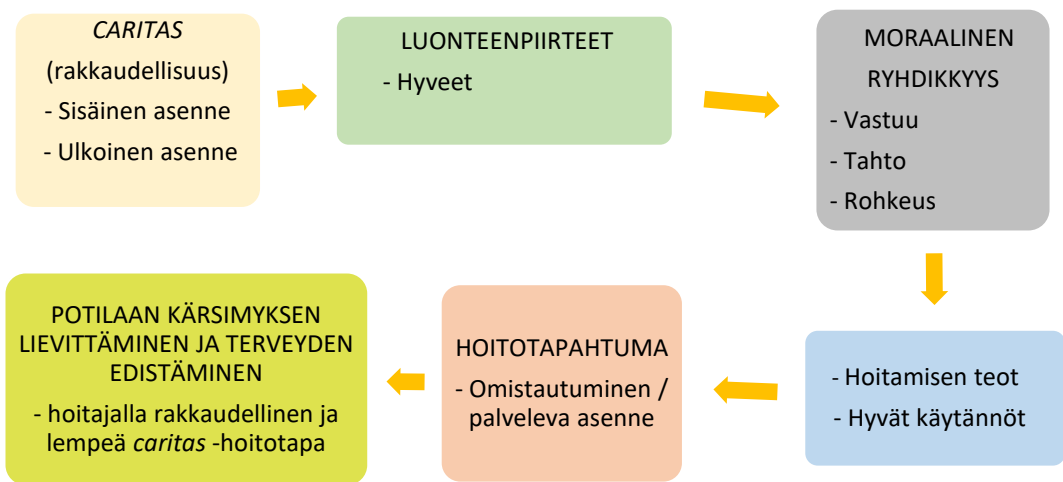 CARITAS
(rakkaudellisuus)
- Sisäinen asenne
- Ulkoinen asenne
LUONTEENPIIRTEET
- Hyveet
MORAALINEN
RYHDIKKYYS
- Vastuu
- Tahto
- Rohkeus
- Hoitamisen teot
- Hyvät käytännöt
HOITOTAPAHTUMA
- Omistautuminen /
palveleva asenne
POTILAAN KÄRSIMYKSEN
LIEVITTÄMINEN JA TERVEYDEN
EDISTÄMINEN
- hoitajalla rakkaudellinen ja
lempeä caritas -hoitotapa